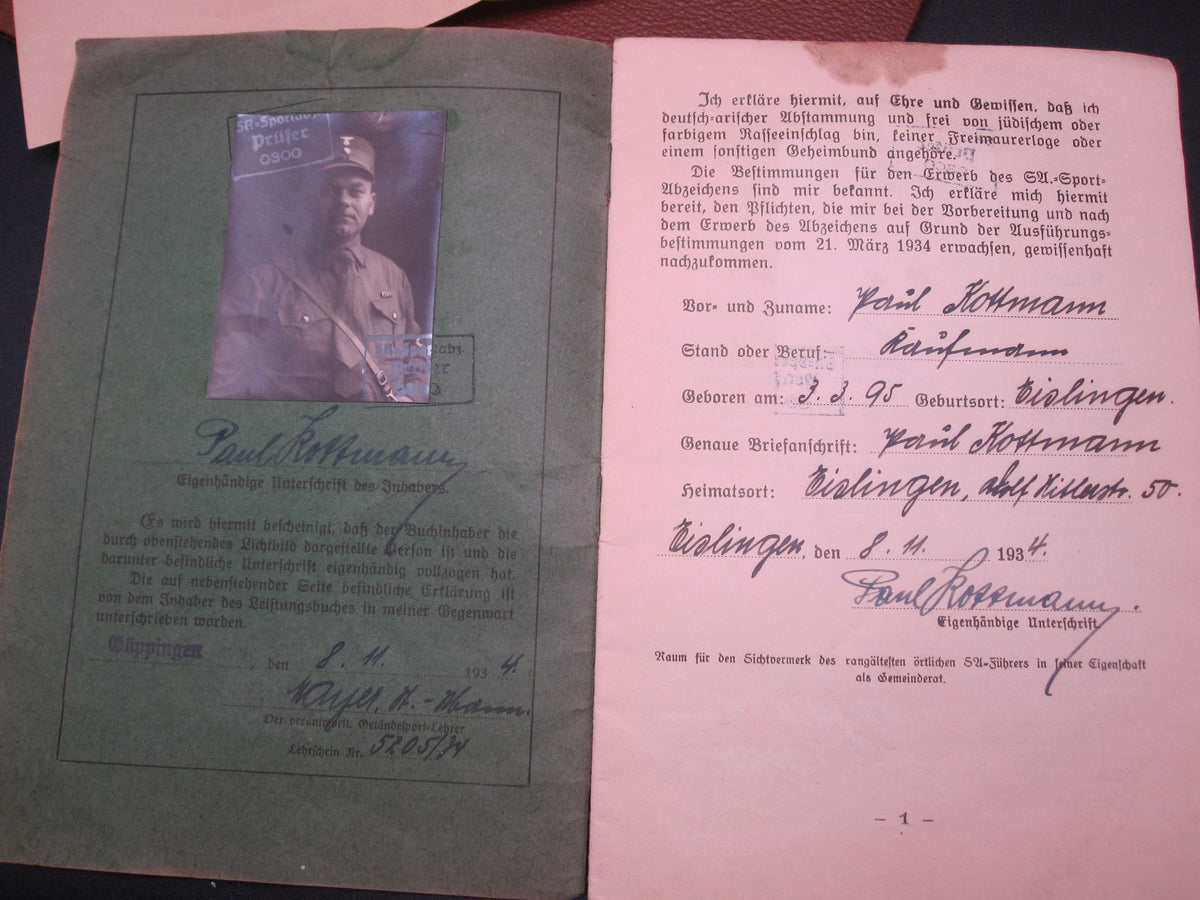 SA-Sportabz.
Prüfer
0300
Paul Kottmann
Eigenhändige Unterschrift des Inhabers.
Es wird hiermit bescheinigt, daß der Buchinhaber die
durch obenstehendes Lichtbild dargestellte Person ist und die
darunter befindliche Unterschrift eigenhändig vollzogen hat.
Die auf nebenstehender Seite befindliche Erklärung ist
von dem Inhaber des Leistungsbuches in meiner Gegenwart
unterschrieben worden.
Göppingen, den 8. 11. 1934.
Mayer,
Der verantwortl. Geländesport-Lehrer
Lehrschein Nr. 5205/34
Ich erkläre hiermit, auf Ehre und Gewissen, daß ich
deutsch-arischer Abstammung und frei von jüdischem oder
farbigem Rasseeinschlag bin, keiner Freimaurerloge oder
einem sonstigen Geheimbund angehöre.
Die Bestimmungen für den Erwerb des SA.-Sport-
Abzeichens sind mir bekannt. Ich erkläre mich hiermit
bereit, den Pflichten, die mir bei der Vorbereitung und nach
dem Erwerb des Abzeichens auf Grund der Ausführungs-
bestimmungen vom 21. März 1934 erwachsen, gewissenhaft
nachzukommen.
Vor- und Zuname: Paul Kottmann
Stand oder Beruf: Kaufmann
Geboren am: 3. 3. 95 Geburtsort: Eislingen.
Genaue Briefanschrift: Paul Kottmann
Heimatsort: Eislingen, Adolf Hitlerstr. 50.
Eislingen, den 8. 11. 1934.
Paul Kottmann.
Eigenhändige Unterschrift
Raum für den Sichtvermerk des rangältesten örtlichen SA-Führers in seiner Eigenschaft
als Gemeinderat.
- 1 -